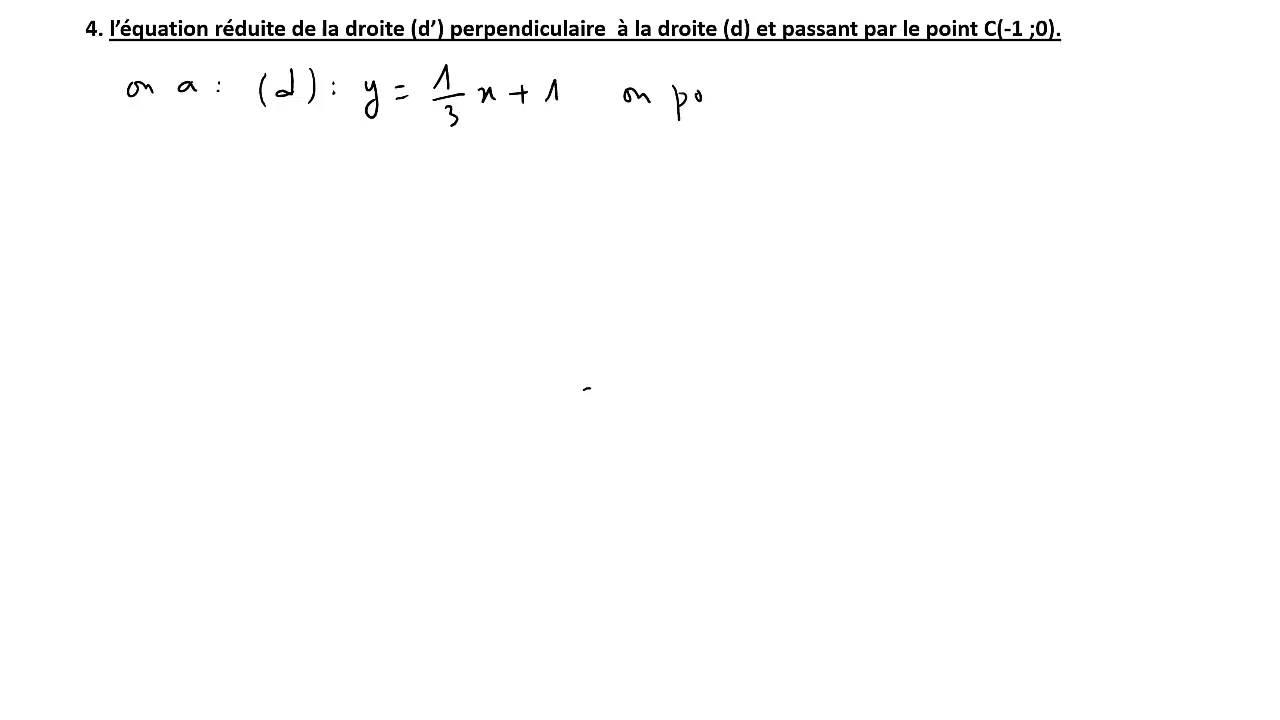 4. l’équation réduite de la droite (d’) perpendiculaire à la droite (d) et passant par le point C(-1 ;0).
on a : (d) : y = 1/3 x + 1 on po